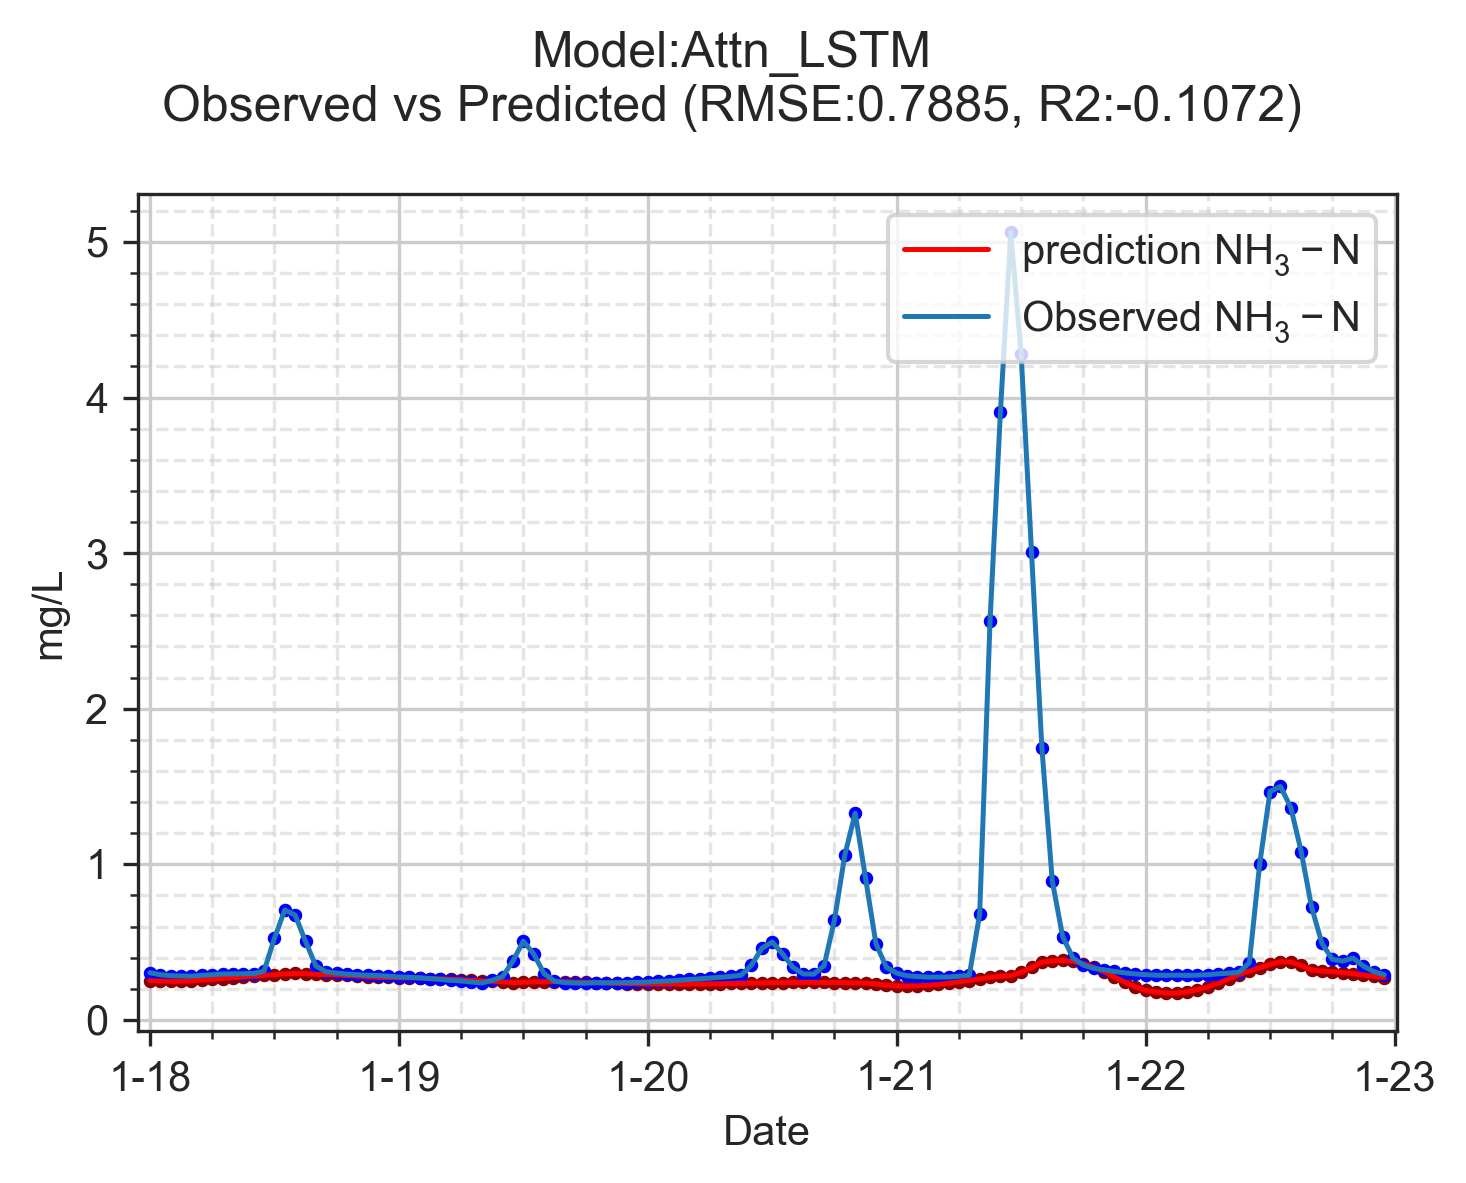 Model:Attn_LSTM
Observed vs Predicted (RMSE:0.7885, R2:-0.1072)
prediction NH₃ − N
Observed NH₃ − N
5
4
3
2
1
0
mg/L
1-18 1-19 1-20 1-21 1-22 1-23
Date